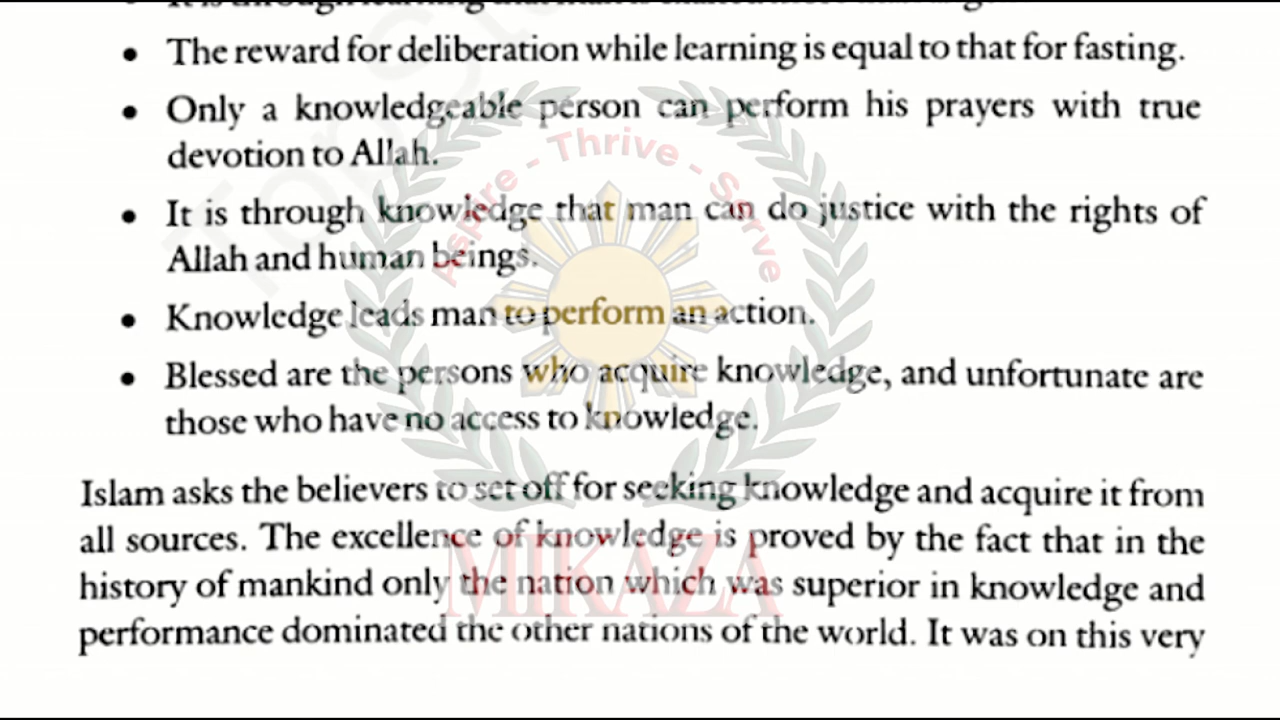 • The reward for deliberation while learning is equal to that for fasting.
• Only a knowledgeable person can perform his prayers with true
devotion to Allah.
• It is through knowledge that man can do justice with the rights of
Allah and human beings.
• Knowledge leads man to perform an action.
• Blessed are the persons who acquire knowledge, and unfortunate are
those who have no access to knowledge.
Islam asks the believers to set off for seeking knowledge and acquire it from
all sources. The excellence of knowledge is proved by the fact that in the
history of mankind only the nation which was superior in knowledge and
performance dominated the other nations of the world. It was on this very
Aspire - Thrive - Serve
MIKAZA